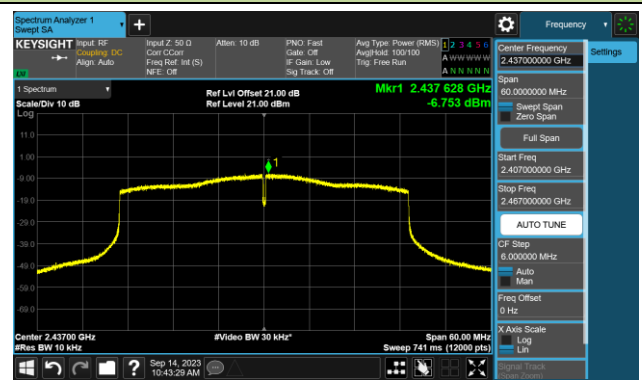 Spectrum Analyzer 1
Swept SA
Frequency
KEYSIGHT
Input: RF
Coupling: DC
Align: Auto
Input Z: 50 Ω
Corr CCorr
Freq Ref: Int (S)
NFE: Off
Atten: 10 dB
PNO: Fast
Gate: Off
IF Gain: Low
Sig Track: Off
Avg Type: Power (RMS)
Avg|Hold: 100/100
Trig: Free Run
1 2 3 4 5 6
A W W W W W
A N N N N N
LXI
1 Spectrum
Scale/Div 10 dB
Log
Ref Lvl Offset 21.00 dB
Ref Level 21.00 dBm
Mkr1 2.437 628 GHz
-6.753 dBm
1
11.0
1.00
-9.00
-19.0
-29.0
-39.0
-49.0
-59.0
-69.0
Center 2.43700 GHz
#Res BW 10 kHz
#Video BW 30 kHz*
Span 60.00 MHz
Sweep 741 ms (12000 pts)
Sep 14, 2023
10:43:29 AM
?
Center Frequency
2.437000000 GHz
Settings
Span
60.0000000 MHz
Swept Span
Zero Span
Full Span
Start Freq
2.407000000 GHz
Stop Freq
2.467000000 GHz
AUTO TUNE
CF Step
6.000000 MHz
Auto
Man
Freq Offset
0 Hz
X Axis Scale
Log
Lin
Signal Track
(Span Zoom)